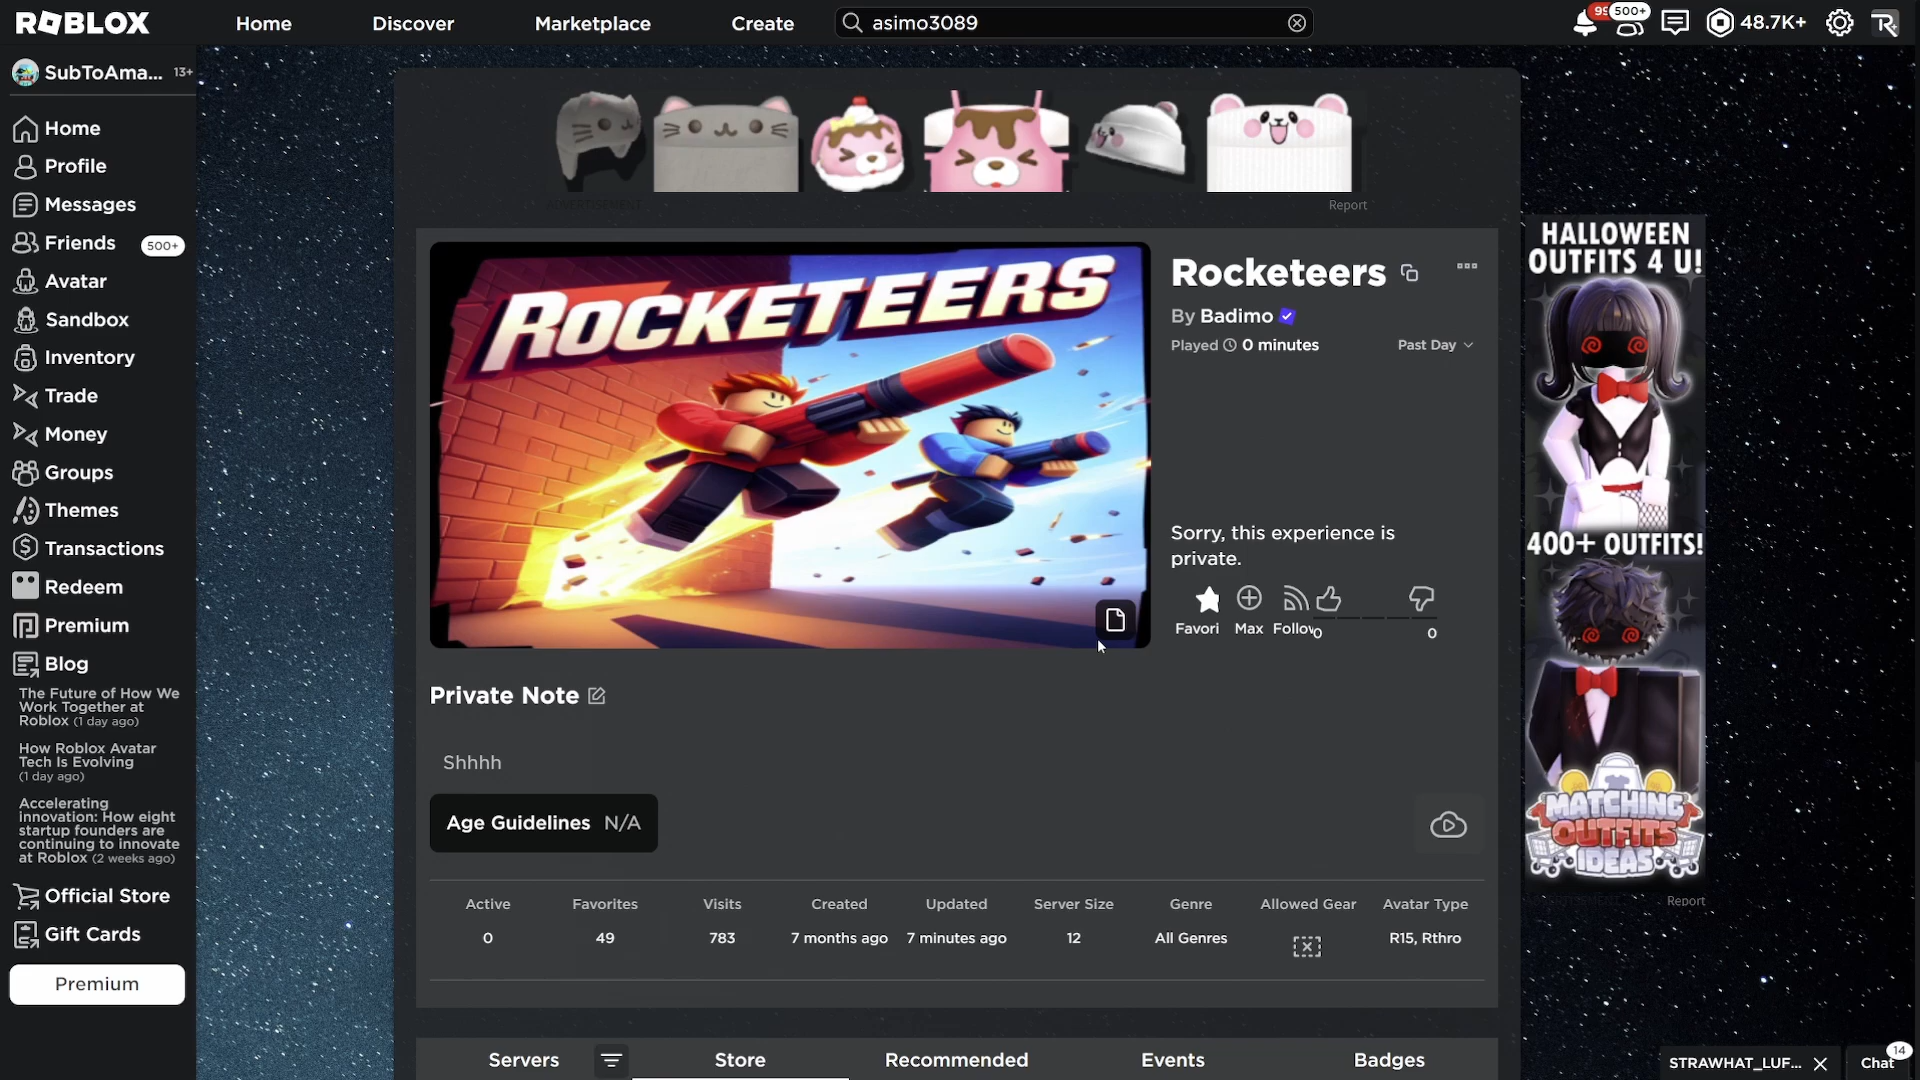 ROBLOX
Home
Discover
Marketplace
Create
asimo3089
99
500+
48.7K+
SubToAma...
13+
Home
Profile
Messages
Friends
500+
Avatar
Sandbox
Inventory
Trade
Money
Groups
Themes
Transactions
Redeem
Premium
Blog
The Future of How We
Work Together at
Roblox (1 day ago)
How Roblox Avatar
Tech Is Evolving
(1 day ago)
Accelerating
innovation: How eight
startup founders are
continuing to innovate
at Roblox (2 weeks ago)
Official Store
Gift Cards
Premium
ADVERTISEMENT
Report
ROCKETEERS
Rocketeers
By Badimo
Played 0 minutes
Past Day
Sorry, this experience is
private.
Favori
Max
Follow
0
0
Private Note
Shhhh
Age Guidelines N/A
Active
Favorites
Visits
Created
Updated
Server Size
Genre
Allowed Gear
Avatar Type
0
49
783
7 months ago
7 minutes ago
12
All Genres
R15, Rthro
Servers
Store
Recommended
Events
Badges
HALLOWEEN
OUTFITS 4 U!
400+ OUTFITS!
MATCHING
OUTFITS
IDEAS
ADVERTISEMENT
Report
STRAWHAT_LUF...
Chat
14